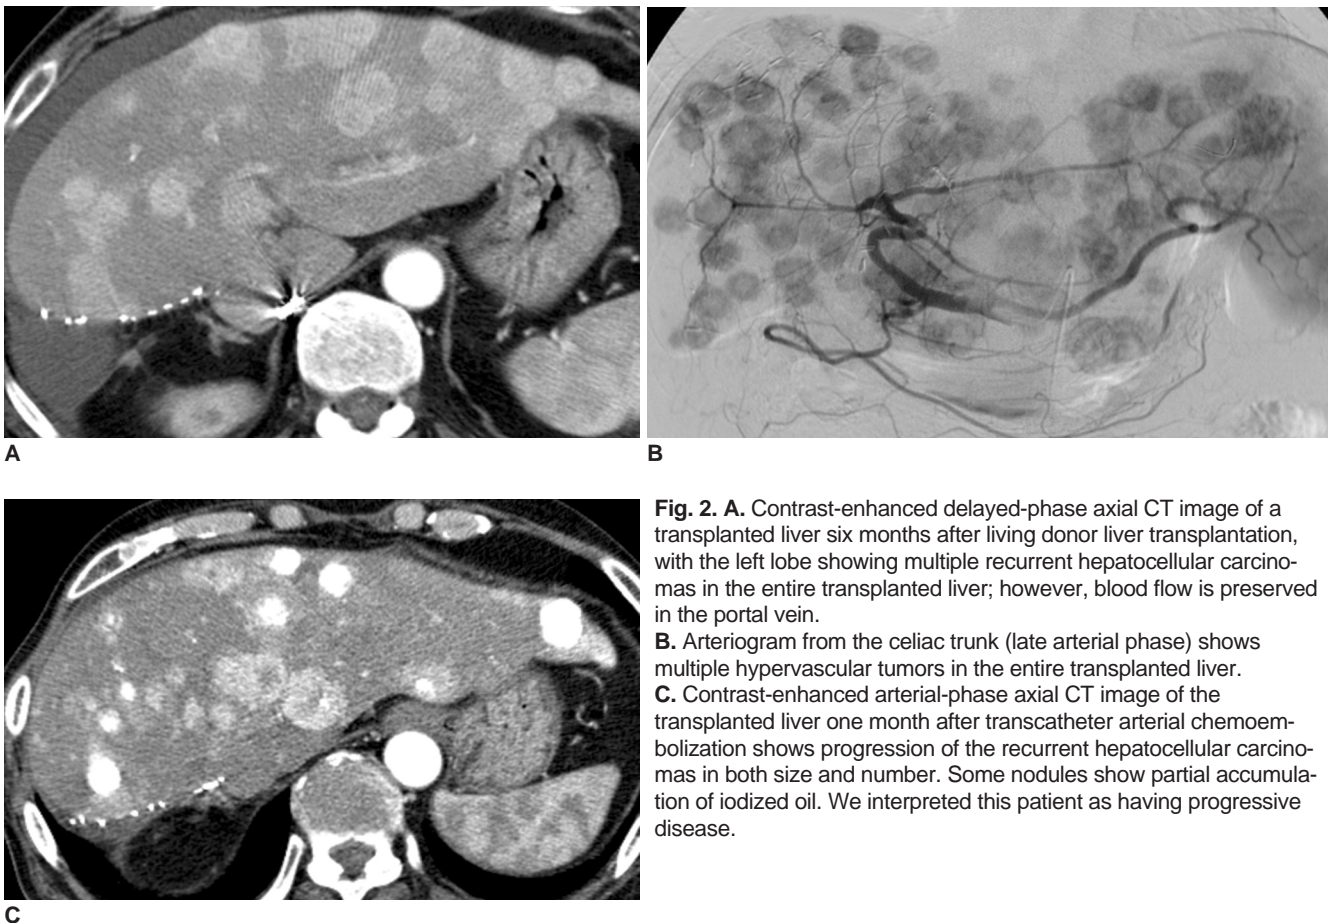 A
B
C
Fig. 2. A. Contrast-enhanced delayed-phase axial CT image of a
transplanted liver six months after living donor liver transplantation,
with the left lobe showing multiple recurrent hepatocellular carcino-
mas in the entire transplanted liver; however, blood flow is preserved
in the portal vein.
B. Arteriogram from the celiac trunk (late arterial phase) shows
multiple hypervascular tumors in the entire transplanted liver.
C. Contrast-enhanced arterial-phase axial CT image of the
transplanted liver one month after transcatheter arterial chemoem-
bolization shows progression of the recurrent hepatocellular carcino-
mas in both size and number. Some nodules show partial accumula-
tion of iodized oil. We interpreted this patient as having progressive
disease.